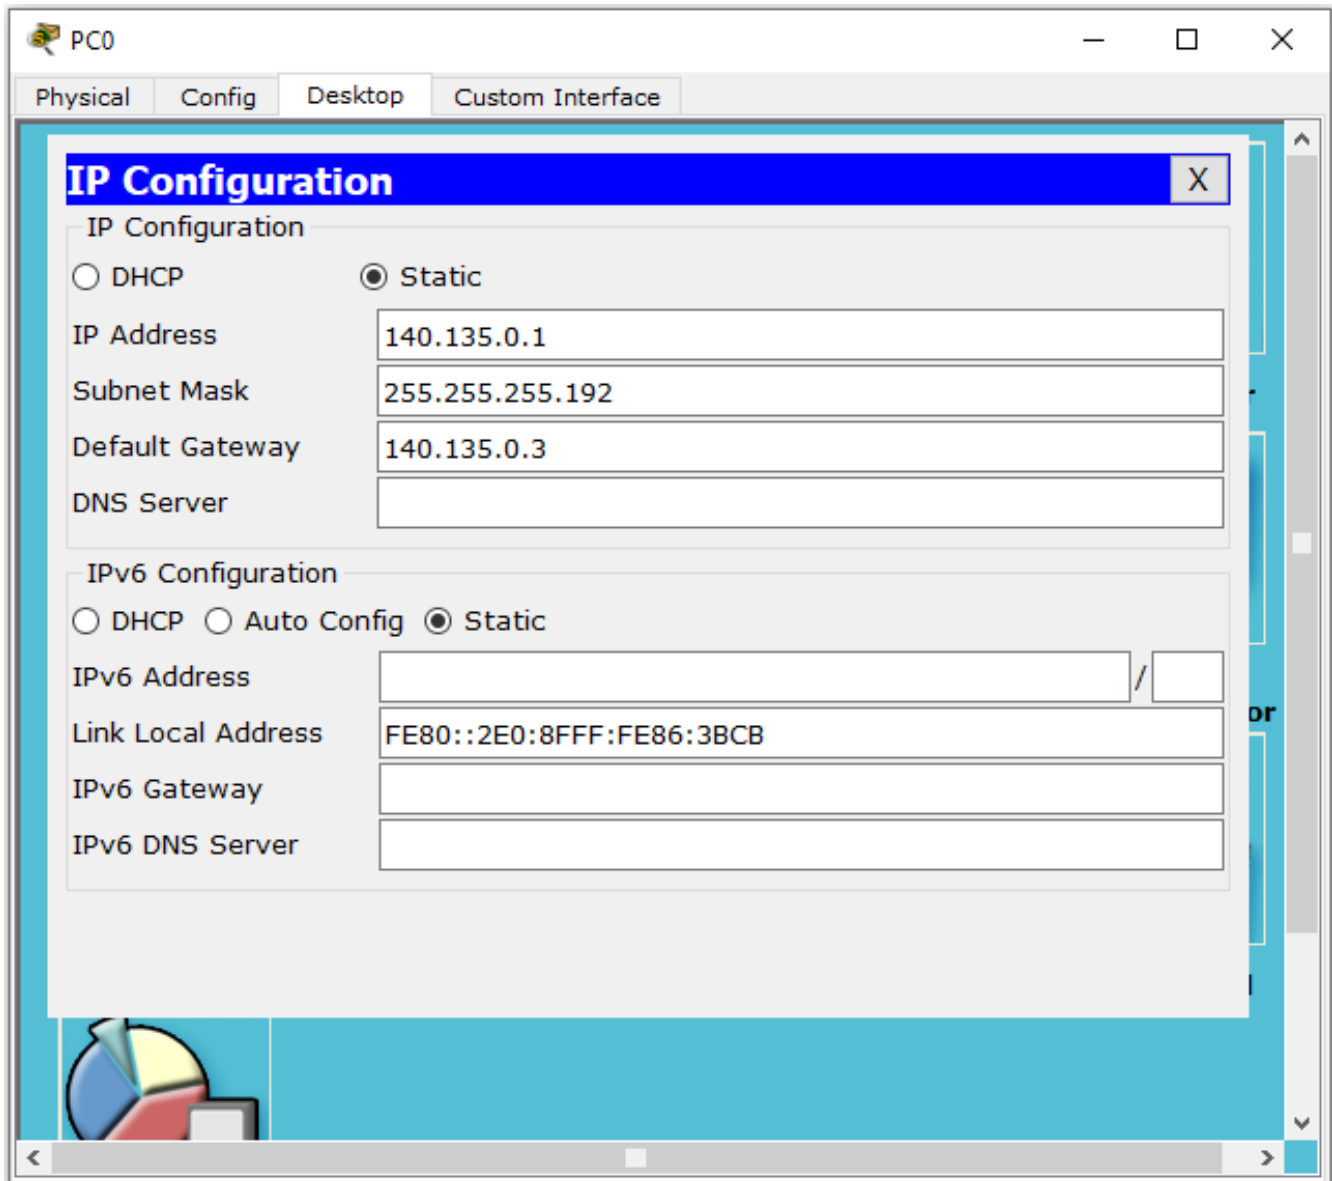 PC0
Physical Config Desktop Custom Interface
IP Configuration X
IP Configuration
DHCP Static
IP Address 140.135.0.1
Subnet Mask 255.255.255.192
Default Gateway 140.135.0.3
DNS Server
IPv6 Configuration
DHCP Auto Config Static
IPv6 Address /
Link Local Address FE80::2E0:8FFF:FE86:3BCB
IPv6 Gateway
IPv6 DNS Server